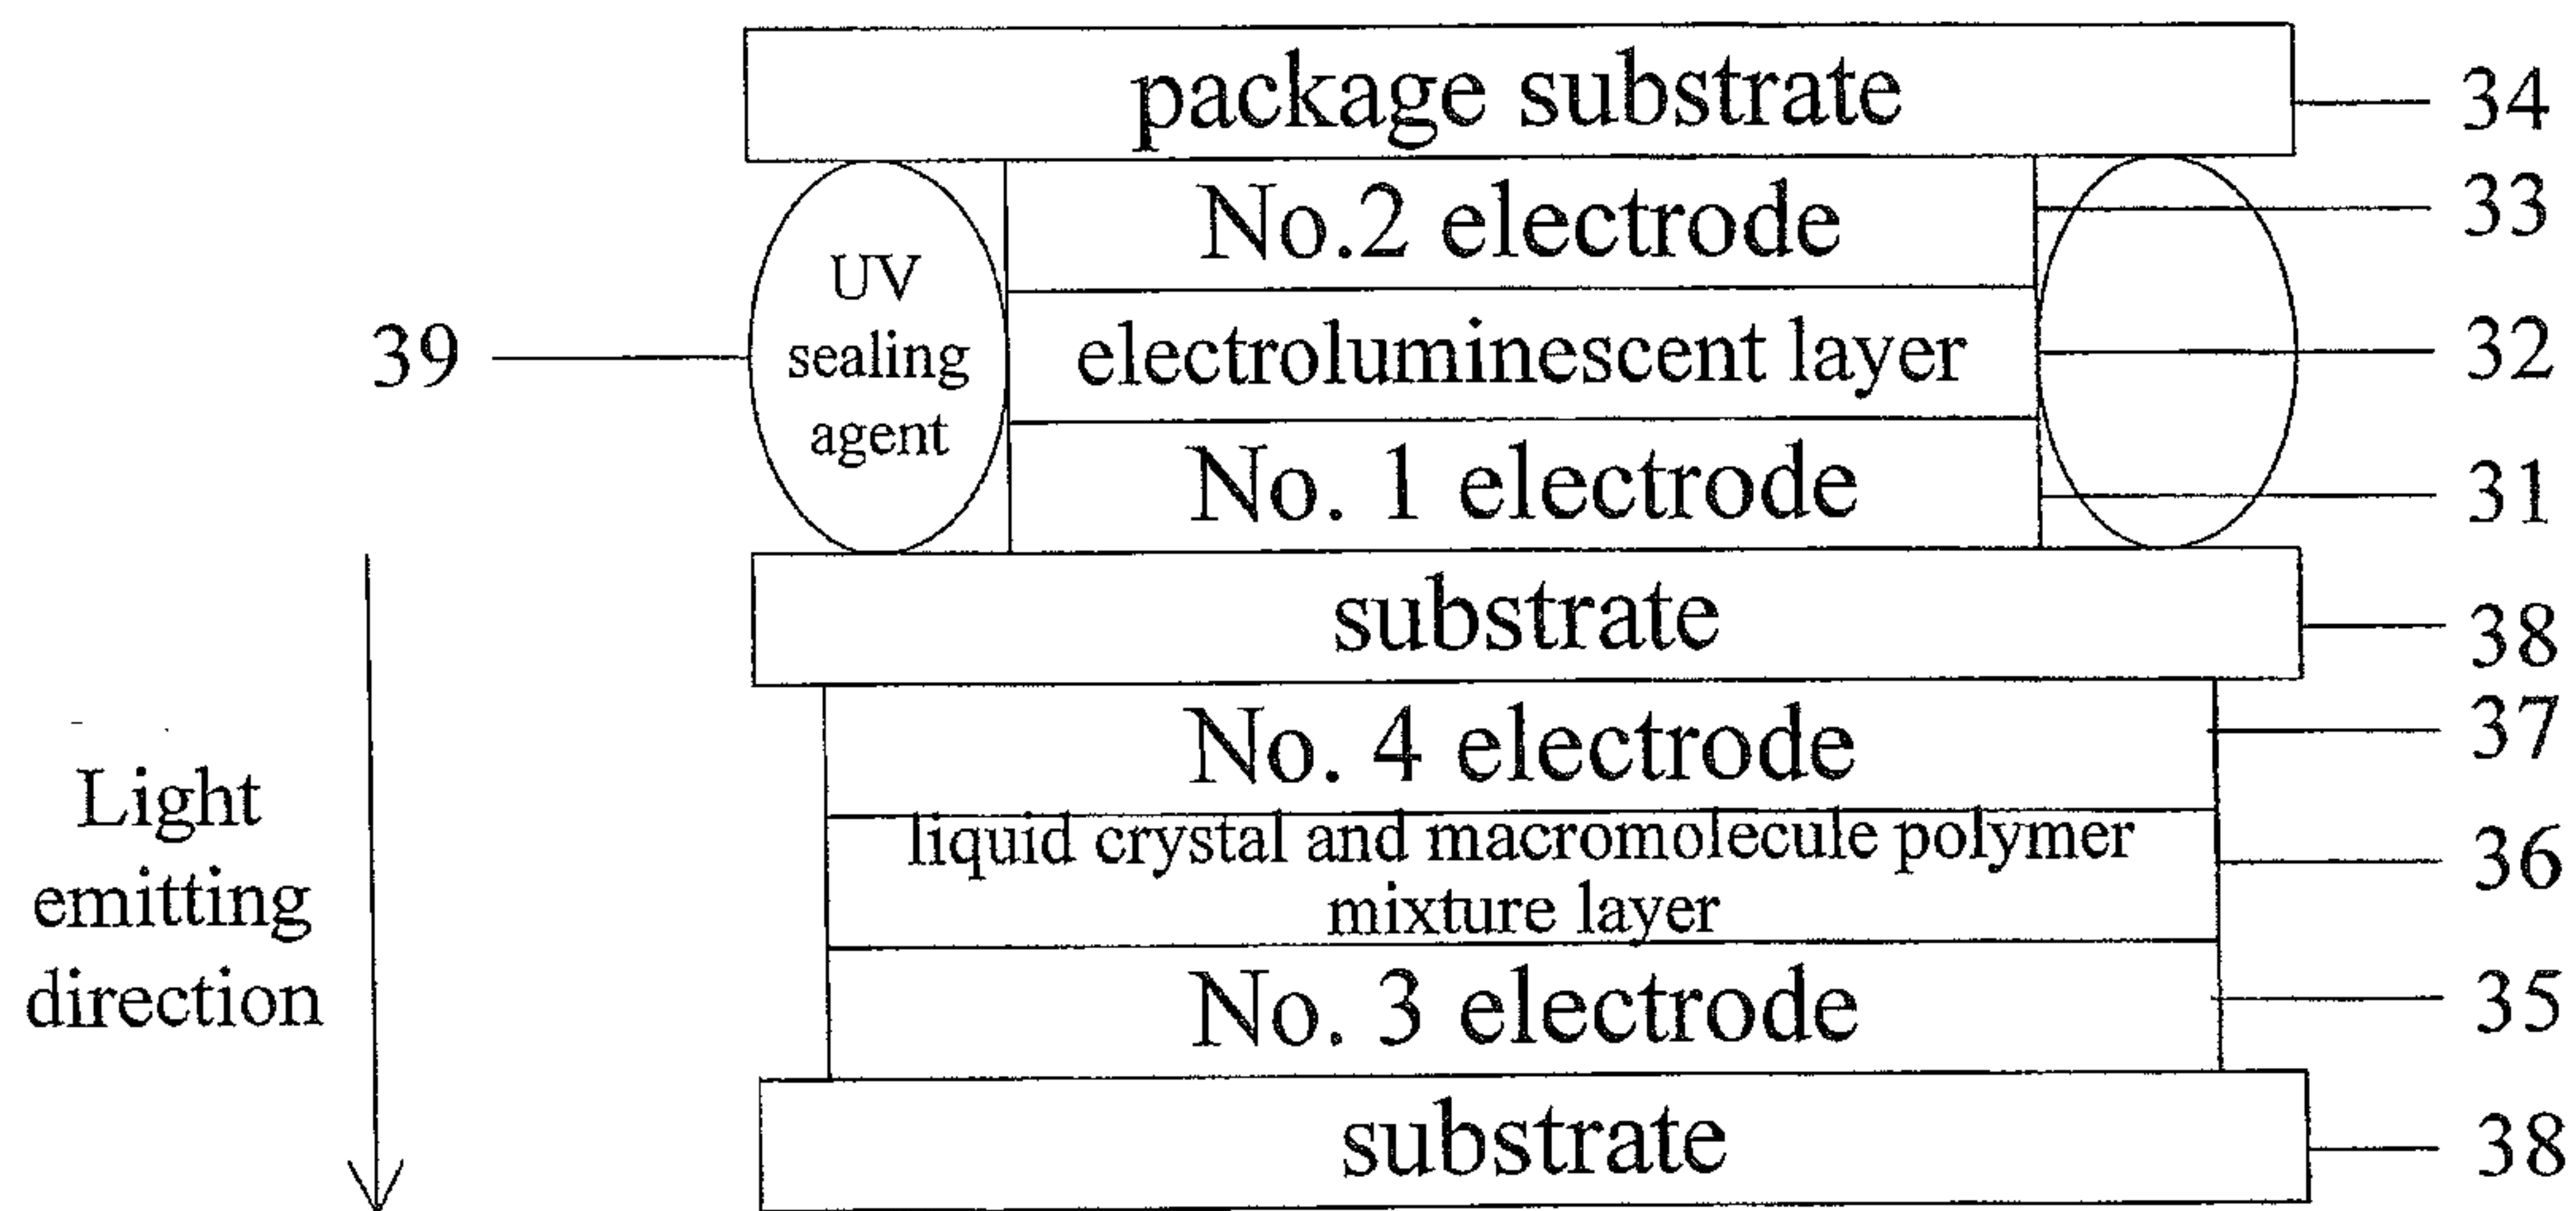 package substrate
34
No.2 electrode
33
UV
sealing
agent
39
electroluminescent layer
32
No. 1 electrode
31
substrate
38
No. 4 electrode
37
liquid crystal and macromolecule polymer
mixture layer
36
No. 3 electrode
35
substrate
38
Light
emitting
direction